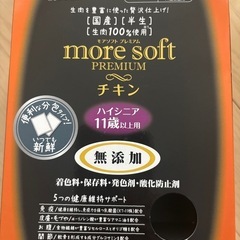 生肉を豊富に使った贅沢仕上げ!
[国産][半生]
[生肉100%使用]
モアソフト プレミアム
more soft
PREMIUM
チキン
便利な分包タイプ
いつでも
新鮮
ハイシニア
11歳以上用
無添加
着色料・保存料・発色剤・酸化防止剤
5つの健康維持サポート